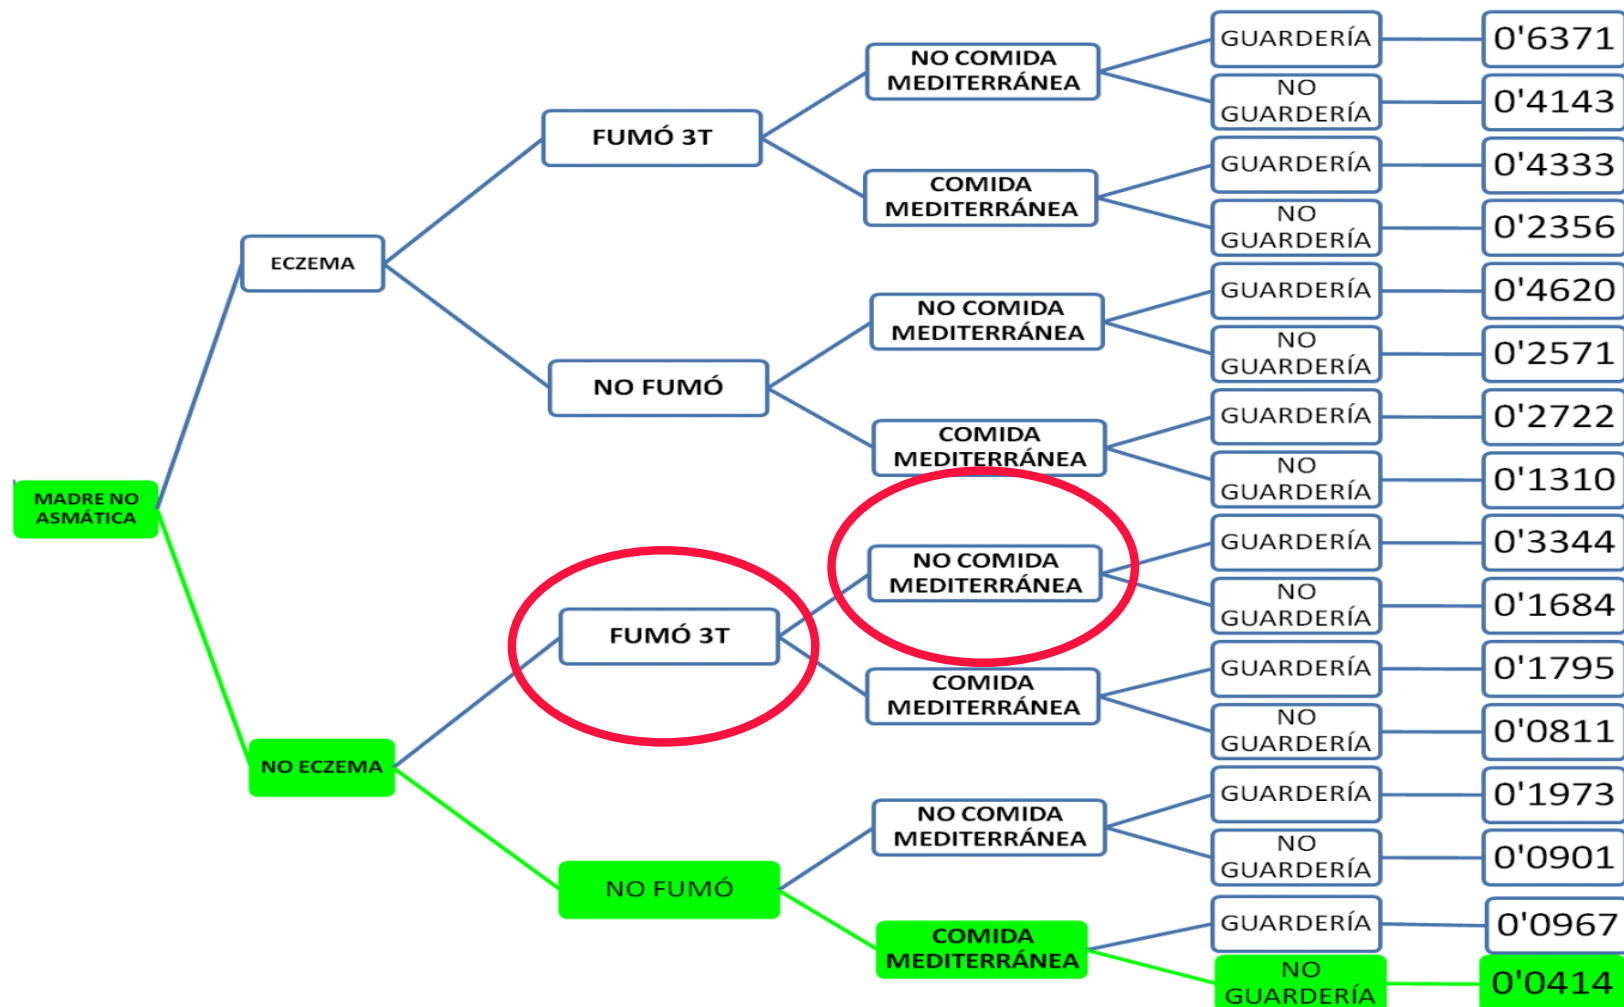 MADRE NO
ASMÁTICA
ECZEMA
FUMÓ 3T
NO COMIDA
MEDITERRÁNEA
GUARDERÍA
0'6371
NO
GUARDERÍA
0'4143
COMIDA
MEDITERRÁNEA
GUARDERÍA
0'4333
NO
GUARDERÍA
0'2356
NO FUMÓ
NO COMIDA
MEDITERRÁNEA
GUARDERÍA
0'4620
NO
GUARDERÍA
0'2571
COMIDA
MEDITERRÁNEA
GUARDERÍA
0'2722
NO
GUARDERÍA
0'1310
NO ECZEMA
FUMÓ 3T
NO COMIDA
MEDITERRÁNEA
GUARDERÍA
0'3344
NO
GUARDERÍA
0'1684
COMIDA
MEDITERRÁNEA
GUARDERÍA
0'1795
NO
GUARDERÍA
0'0811
NO FUMÓ
NO COMIDA
MEDITERRÁNEA
GUARDERÍA
0'1973
NO
GUARDERÍA
0'0901
COMIDA
MEDITERRÁNEA
GUARDERÍA
0'0967
NO
GUARDERÍA
0'0414